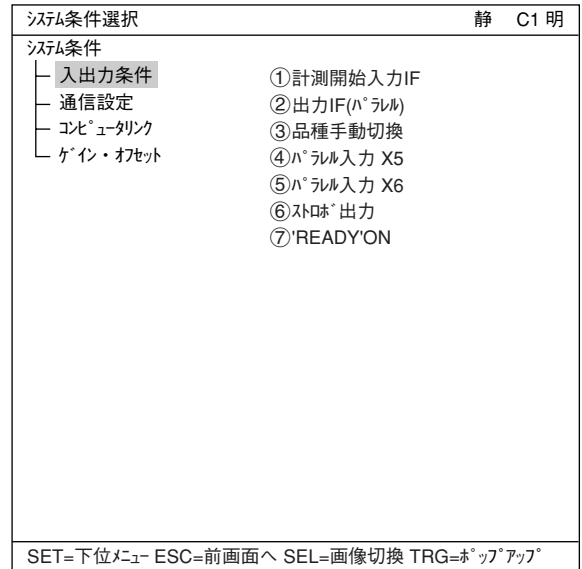 ｼｽﾃﾑ条件選択 静 C1 明
ｼｽﾃﾑ条件
入出力条件
通信設定
ｺﾝﾋﾟｭｰﾀﾘﾝｸ
ｹﾞｲﾝ・ｵﾌｾｯﾄ
①計測開始入力IF
②出力IF(ﾊﾟﾗﾚﾙ)
③品種手動切換
④ﾊﾟﾗﾚﾙ入力 X5
⑤ﾊﾟﾗﾚﾙ入力 X6
⑥ｽﾄﾛﾎﾞ出力
⑦'READY'ON
SET=下位ﾒﾆｭｰ ESC=前画面へ SEL=画像切換 TRG=ﾎﾟｯﾌﾟｱｯﾌﾟ